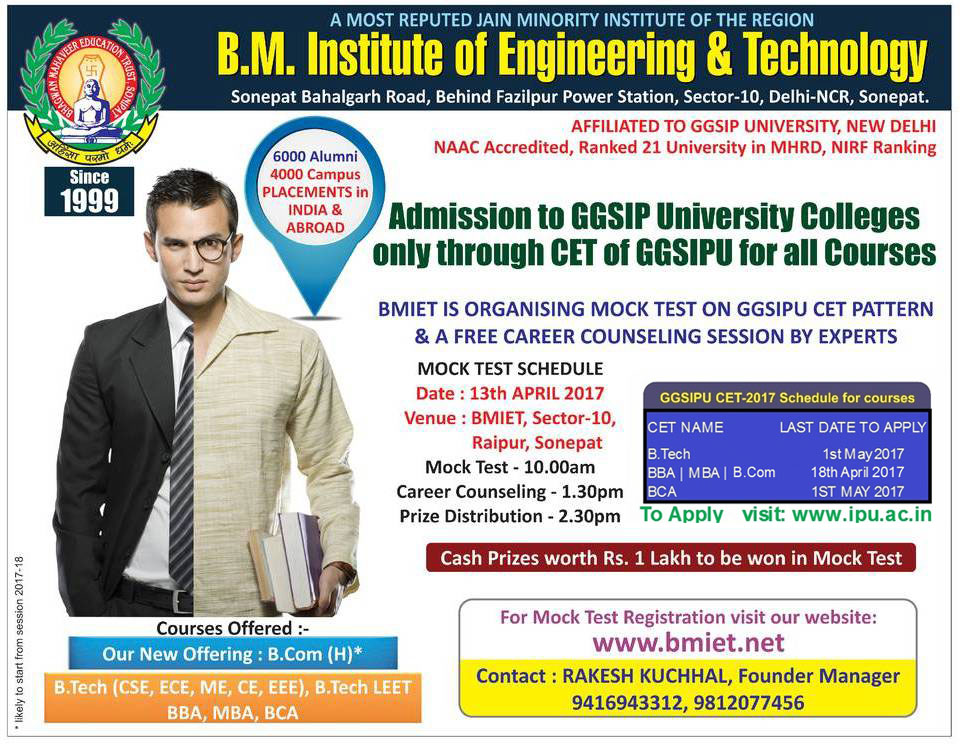 A MOST REPUTED JAIN MINORITY INSTITUTE OF THE REGION
B.M. Institute of Engineering & Technology
Sonepat Bahalgarh Road, Behind Fazilpur Power Station, Sector-10, Delhi-NCR, Sonepat.
BHAGWAN MAHAVEER EDUCATION TRUST, SONIPAT
अहिंसा परमो धर्मः
Since
1999
AFFILIATED TO GGSIP UNIVERSITY, NEW DELHI
NAAC Accredited, Ranked 21 University in MHRD, NIRF Ranking
6000 Alumni
4000 Campus
PLACEMENTS in
INDIA &
ABROAD
Admission to GGSIP University Colleges
only through CET of GGSIPU for all Courses
BMIET IS ORGANISING MOCK TEST ON GGSIPU CET PATTERN
& A FREE CAREER COUNSELING SESSION BY EXPERTS
MOCK TEST SCHEDULE
Date : 13th APRIL 2017
Venue : BMIET, Sector-10,
Raipur, Sonepat
Mock Test - 10.00am
Career Counseling - 1.30pm
Prize Distribution - 2.30pm
GGSIPU CET-2017 Schedule for courses
CET NAME LAST DATE TO APPLY
B.Tech 1st May 2017
BBA | MBA | B.Com 18th April 2017
BCA 1ST MAY 2017
To Apply visit: www.ipu.ac.in
Cash Prizes worth Rs. 1 Lakh to be won in Mock Test
Courses Offered :-
Our New Offering : B.Com (H)*
B.Tech (CSE, ECE, ME, CE, EEE), B.Tech LEET
BBA, MBA, BCA
* likely to start from session 2017-18
For Mock Test Registration visit our website:
www.bmiet.net
Contact : RAKESH KUCHHAL, Founder Manager
9416943312, 9812077456